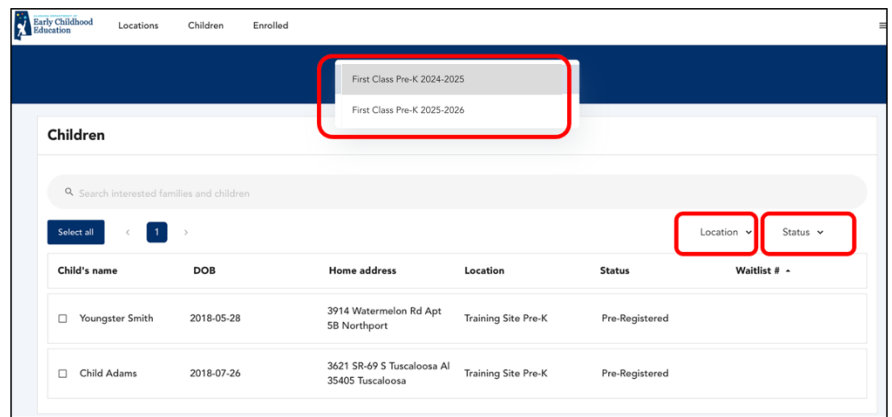 Early Childhood
Education
Locations
Children
Enrolled
First Class Pre-K 2024-2025
First Class Pre-K 2025-2026
Children
Search interested families and children
Select all
< 1 >
Location
Status
Child's name DOB Home address Location Status Waitlist #
Youngster Smith 2018-05-28 3914 Watermelon Rd Apt Training Site Pre-K Pre-Registered
5B Northport
Child Adams 2018-07-26 3621 SR-69 S Tuscaloosa Al Training Site Pre-K Pre-Registered
35405 Tuscaloosa